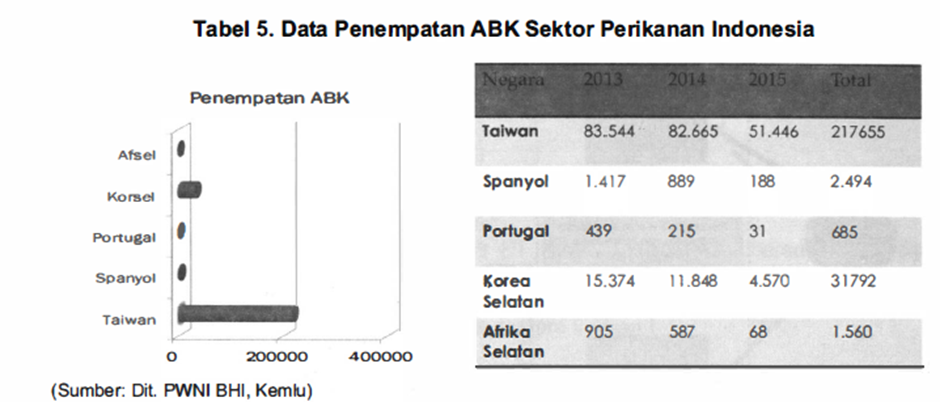 Tabel 5. Data Penempatan ABK Sektor Perikanan Indonesia
Penempatan ABK
Afsel
Korsel
Portugal
Spanyol
Taiwan
0 200000 400000
Negara 2013 2014 2015 Total
Taiwan 83.544 82.665 51.446 217655
Spanyol 1.417 889 188 2.494
Portugal 439 215 31 685
Korea 15.374 11.848 4.570 31792
Selatan
Afrika 905 587 68 1.560
Selatan
(Sumber: Dit. PWNI BHI, Kemlu)